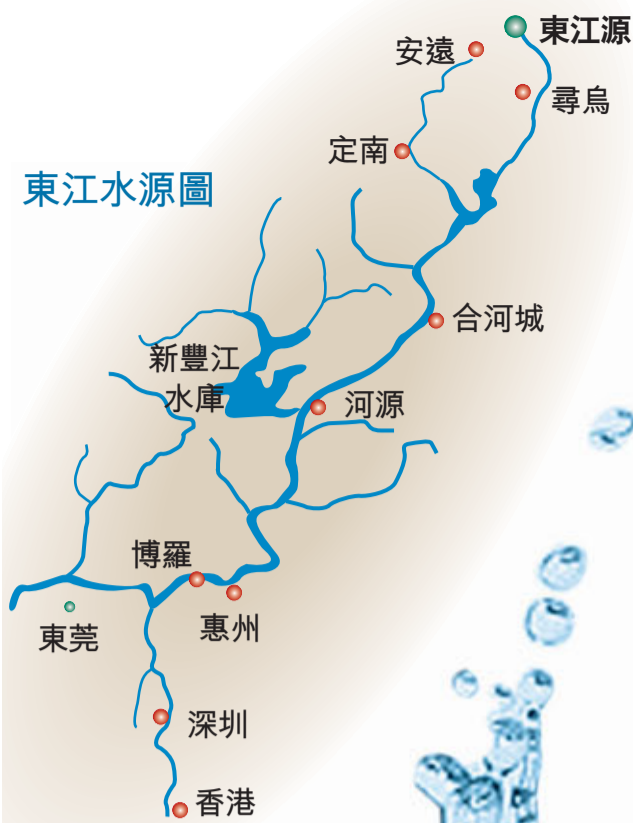 東江源
安遠
尋烏
定南
東江水源圖
合河城
新豐江
水庫
河源
博羅
惠州
東莞
深圳
香港